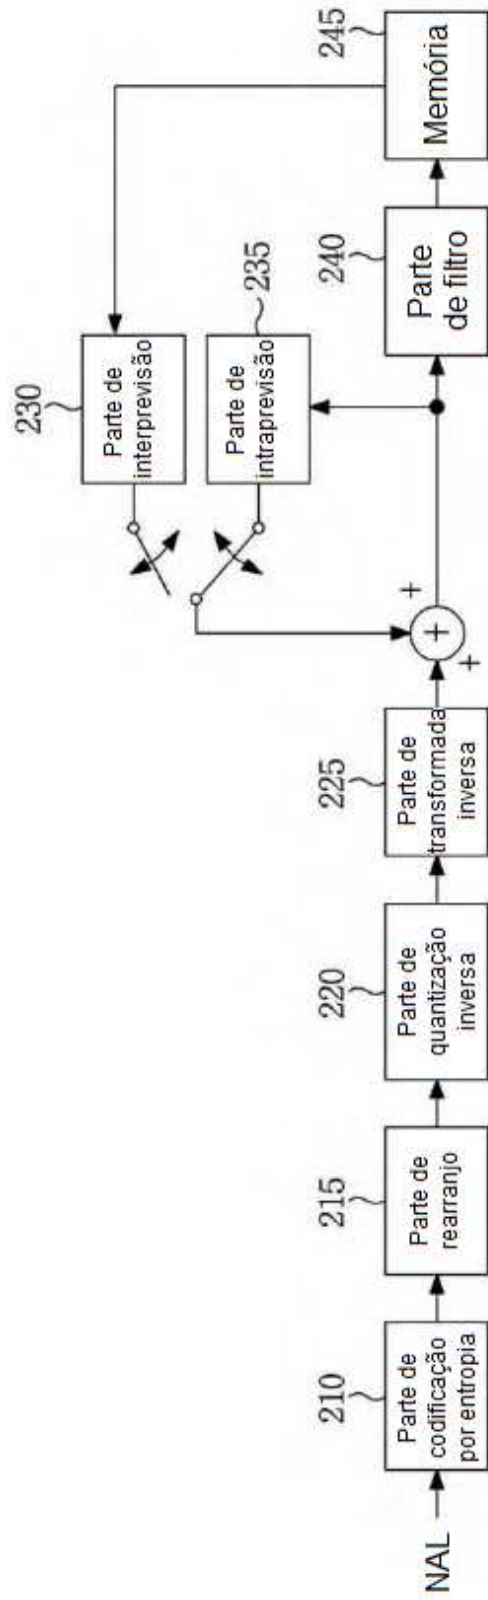 230
Parte de
interprevisão
235
Parte de
intraprevisão
NAL
210
Parte de
codificação
por entropia
215
Parte de
rearranjo
220
Parte de
quantização
inversa
225
Parte de
transformada
inversa
+
+
+
240
Parte
de filtro
245
Memória